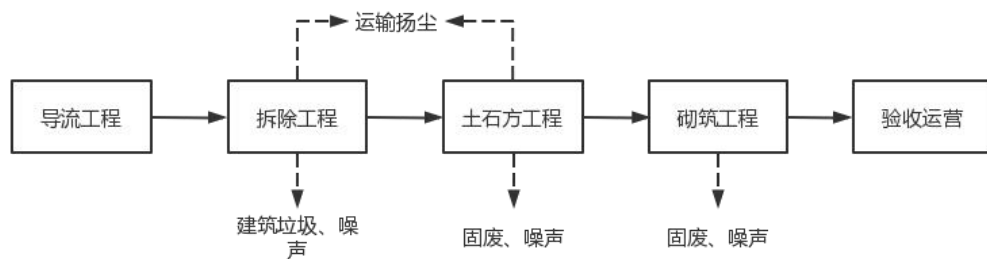 运输扬尘
导流工程
拆除工程
土石方工程
砌筑工程
验收运营
建筑垃圾、噪
声
固废、噪声
固废、噪声